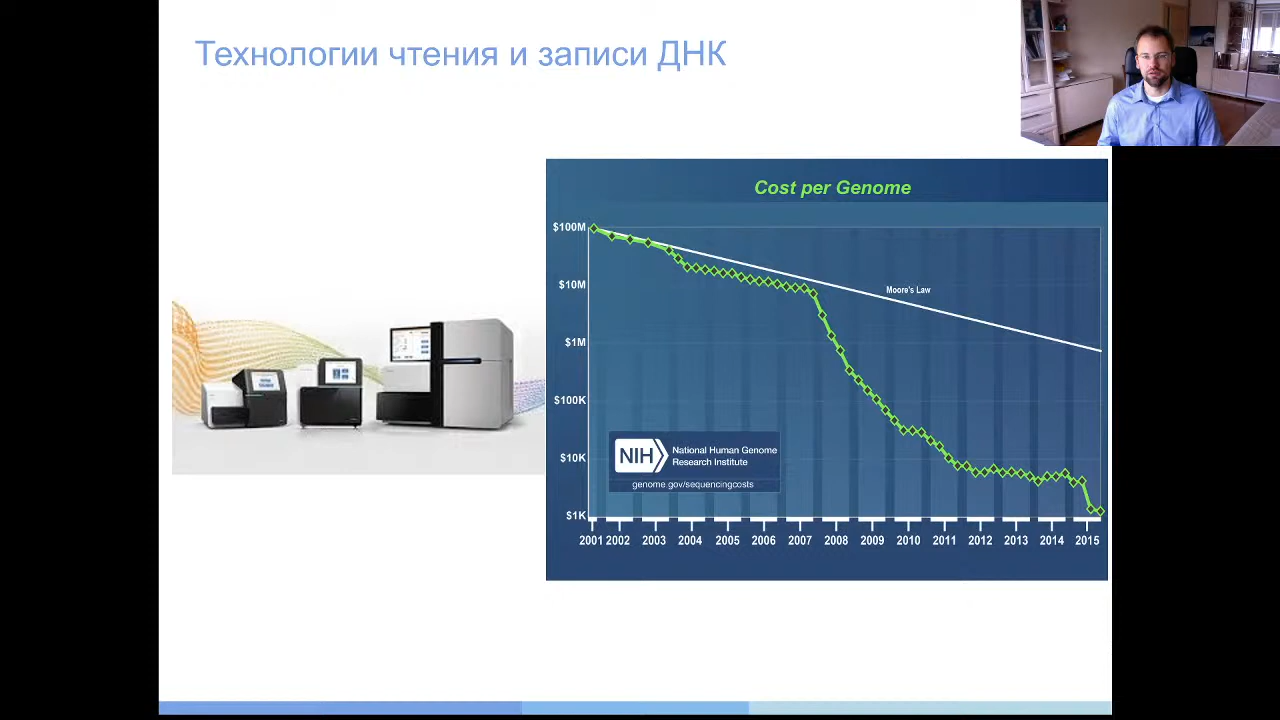 Технологии чтения и записи ДНК
Cost per Genome
$100M
$10M
$1M
$100K
$10K
$1K
Moore's Law
NIH
National Human Genome
Research Institute
genome.gov/sequencingcosts
2001 2002 2003 2004 2005 2006 2007 2008 2009 2010 2011 2012 2013 2014 2015